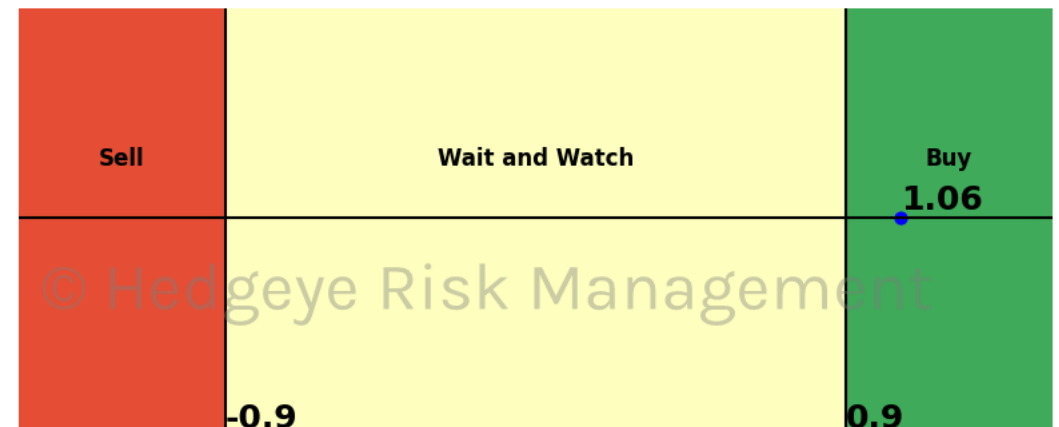 Sell
Wait and Watch
Buy
1.06
© Hedgeye Risk Management
-0.9
0.9